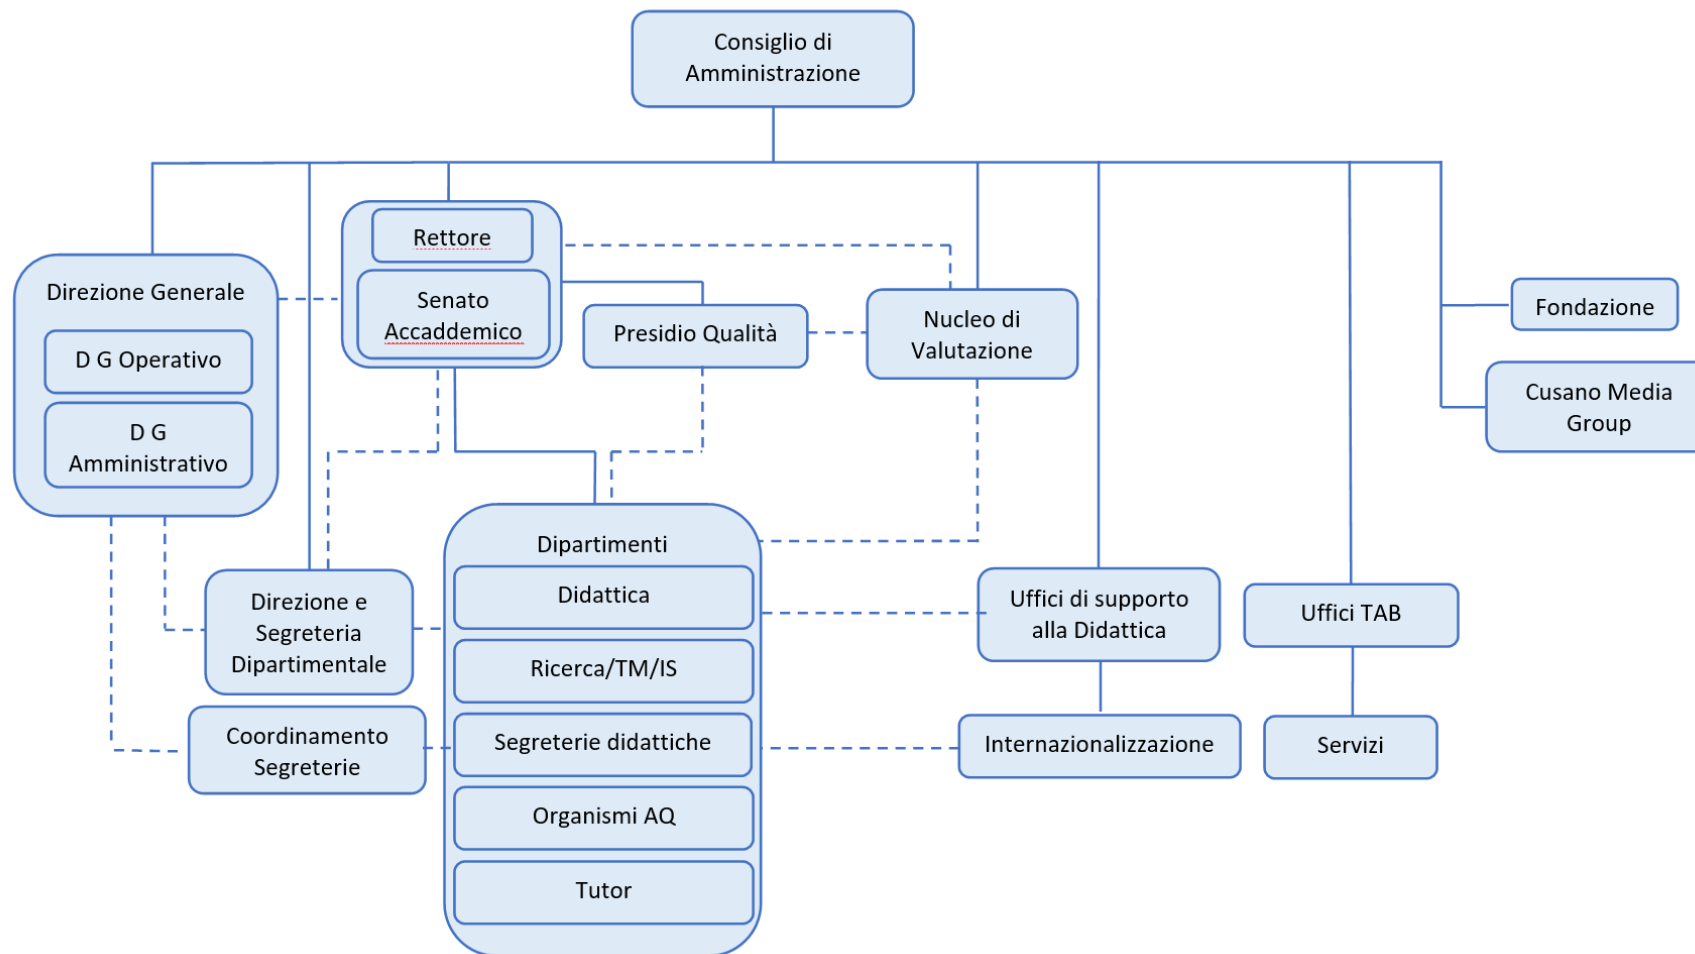 Consiglio di
Amministrazione
Rettore
Senato
Accaddemico
Direzione Generale
D G Operativo
D G
Amministrativo
Presidio Qualità
Nucleo di
Valutazione
Fondazione
Cusano Media
Group
Direzione e
Segreteria
Dipartimentale
Coordinamento
Segreterie
Dipartimenti
Didattica
Ricerca/TM/IS
Segreterie didattiche
Organismi AQ
Tutor
Uffici di supporto
alla Didattica
Internazionalizzazione
Uffici TAB
Servizi